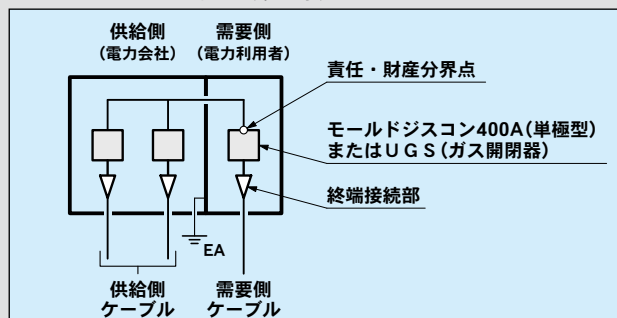 供給側
(電力会社)
需要側
(電力利用者)
責任・財産分界点
モールドジスコン400A(単極型)
またはUGS(ガス開閉器)
終端接続部
EA
供給側
ケーブル
需要側
ケーブル